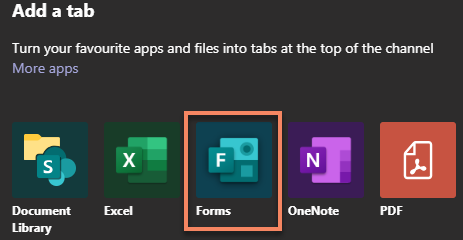 Add a tab
Turn your favourite apps and files into tabs at the top of the channel
More apps
S
X
F
N
Document
Library
Excel
Forms
OneNote
PDF